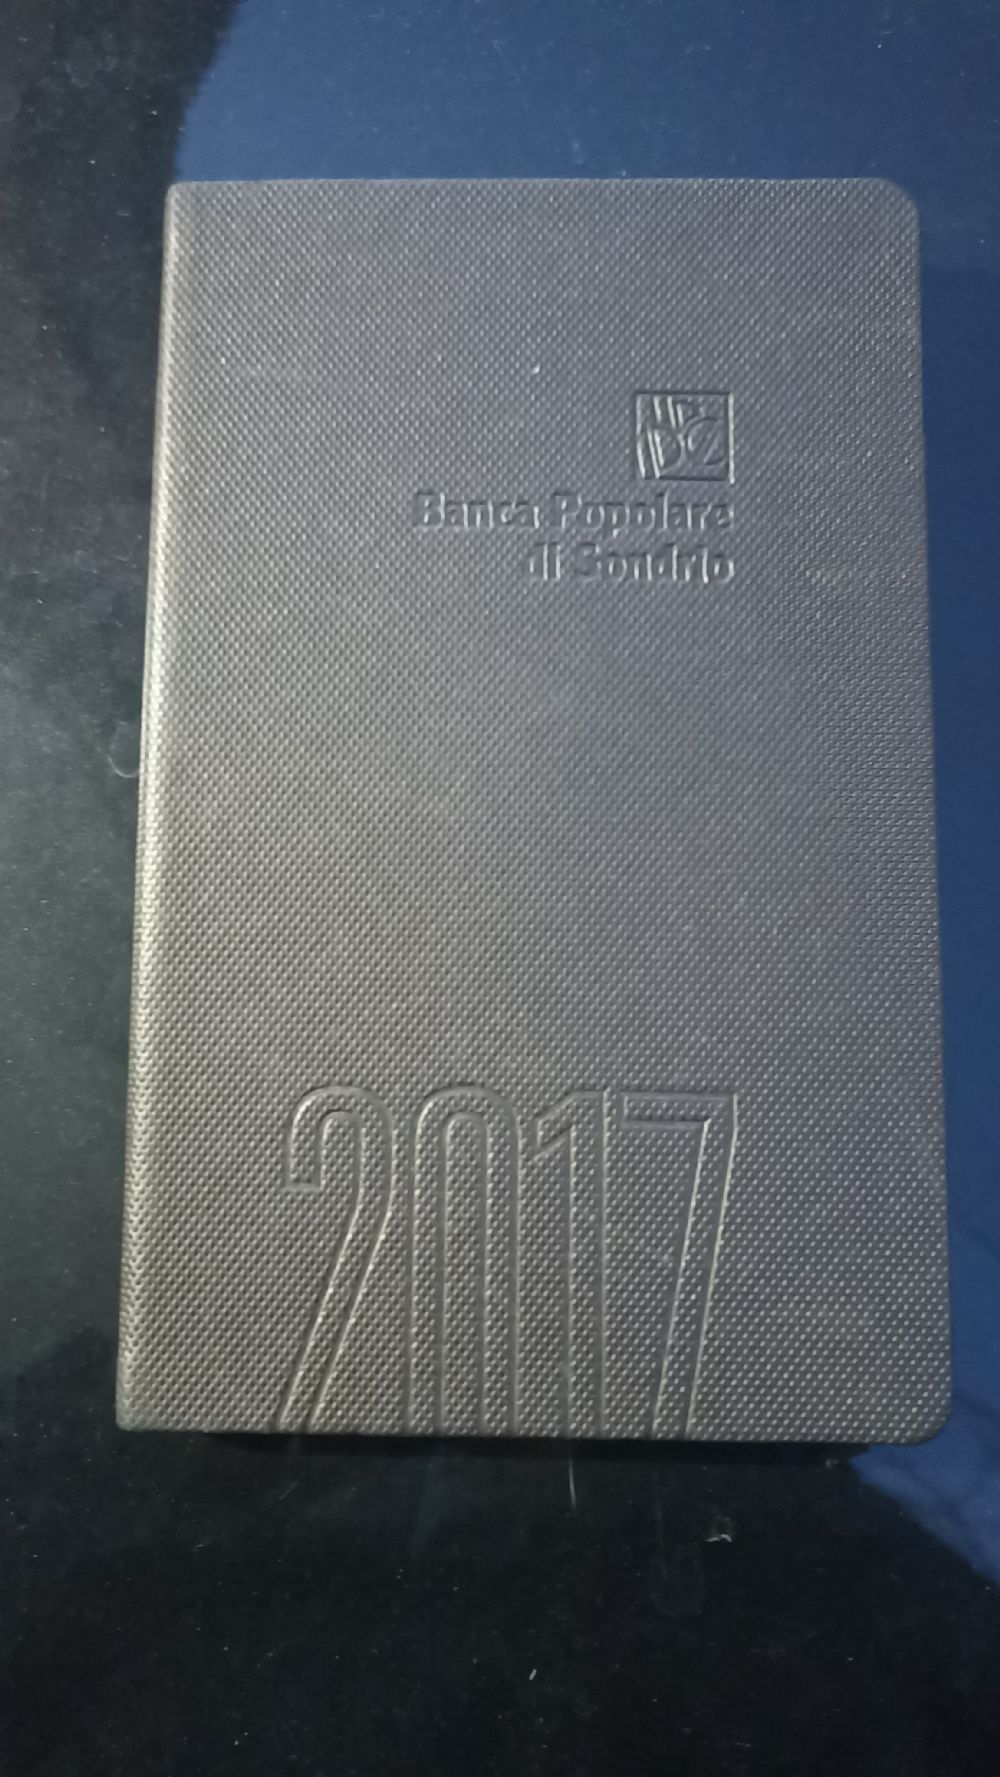 Banca Popolare
di Sondrio
2017